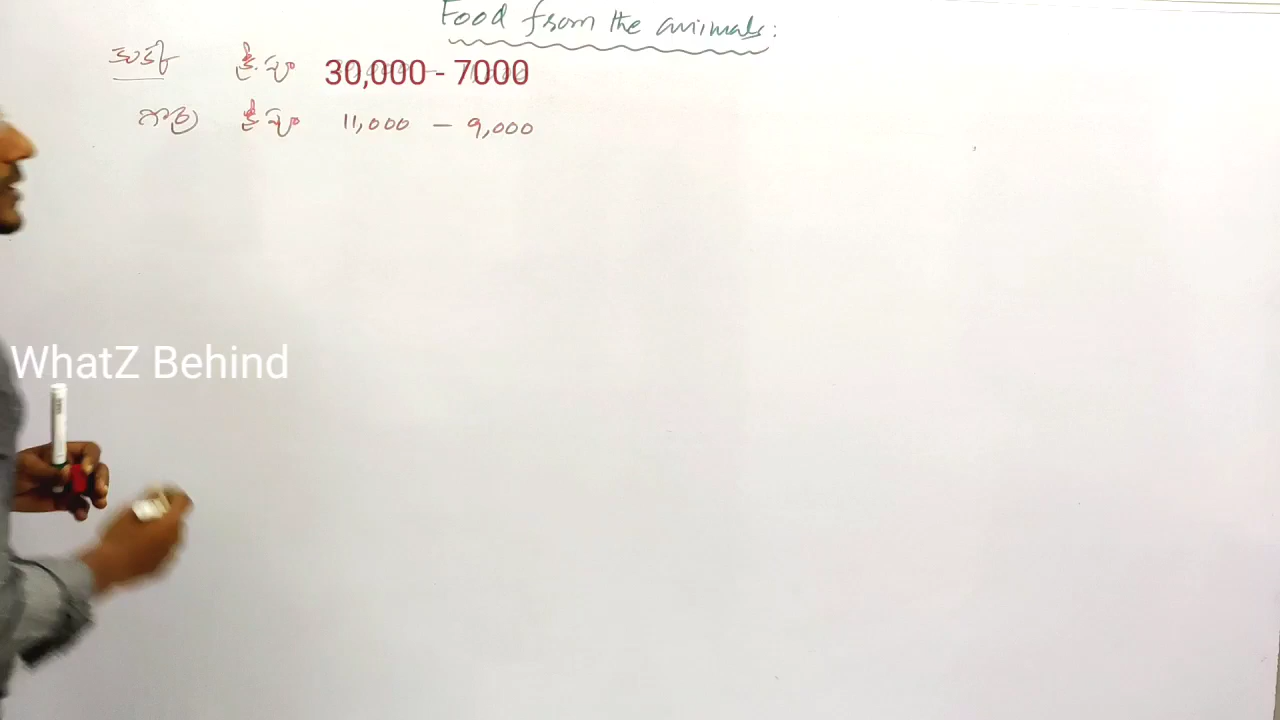 Food from the animals:
కుక్క క్రీ.పూ 30,000 - 7000
క్రీ.పూ 11,000 - 9,000
WhatZ Behind